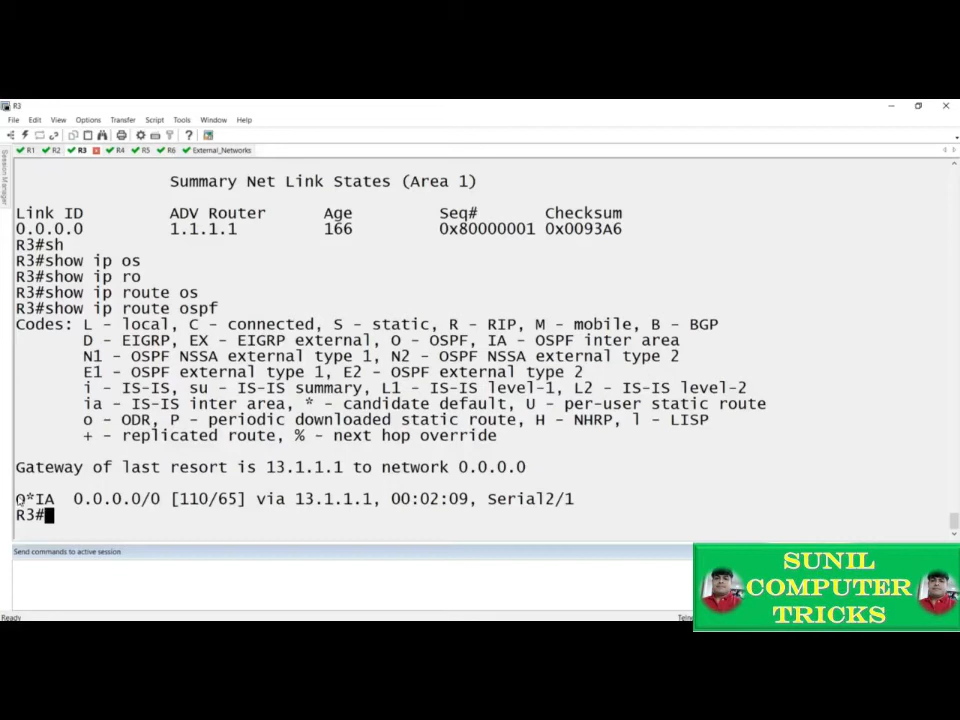 R3
File Edit View Options Transfer Script Tools Window Help
R1 R2 R3 R4 R5 R6 External_Networks
Session Manager
Summary Net Link States (Area 1)
Link ID ADV Router Age Seq# Checksum
0.0.0.0 1.1.1.1 166 0x80000001 0x0093A6
R3#sh
R3#show ip os
R3#show ip ro
R3#show ip route os
R3#show ip route ospf
Codes: L - local, C - connected, S - static, R - RIP, M - mobile, B - BGP
D - EIGRP, EX - EIGRP external, O - OSPF, IA - OSPF inter area
N1 - OSPF NSSA external type 1, N2 - OSPF NSSA external type 2
E1 - OSPF external type 1, E2 - OSPF external type 2
i - IS-IS, su - IS-IS summary, L1 - IS-IS level-1, L2 - IS-IS level-2
ia - IS-IS inter area, * - candidate default, U - per-user static route
o - ODR, P - periodic downloaded static route, H - NHRP, l - LISP
+ - replicated route, % - next hop override
Gateway of last resort is 13.1.1.1 to network 0.0.0.0
O*IA 0.0.0.0/0 [110/65] via 13.1.1.1, 00:02:09, Serial2/1
R3#
Send commands to active session
SUNIL
COMPUTER
TRICKS
Ready